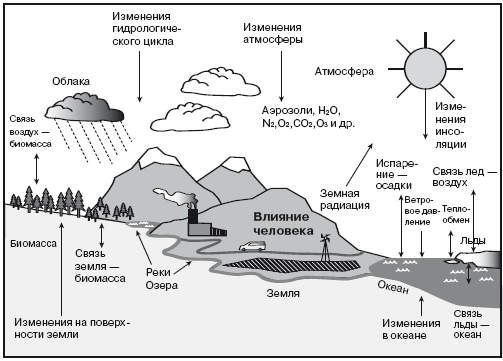 Изменения
гидрологиче-
ского цикла
Изменения
атмосферы
Облака
Атмосфера
Аэрозоли, H2O,
N2,O2,CO2,O3 и др.
Изме-
нения
инсо-
ляции
Связь
воздух —
биомасса
Испаре-
ние —
осадки
Связь лед —
воздух
Земная
радиация
Ветро-
вое дав-
ление
Тепло-
обмен
Влияние
человека
Льды
Биомасса
Связь
земля —
биомасса
Реки
Озера
Земля
Океан
Изменения на поверх-
ности земли
Изменения
в океане
Связь
льды —
океан